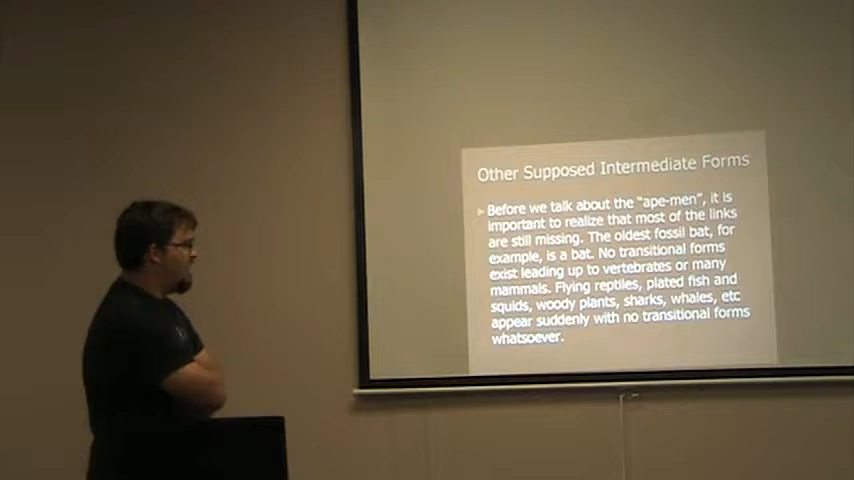 Other Supposed Intermediate Forms
Before we talk about the "ape-men", it is
important to realize that most of the links
are still missing. The oldest fossil bat, for
example, is a bat. No transitional forms
exist leading up to vertebrates or many
mammals. Flying reptiles, plated fish and
squids, woody plants, sharks, whales, etc
appear suddenly with no transitional forms
whatsoever.